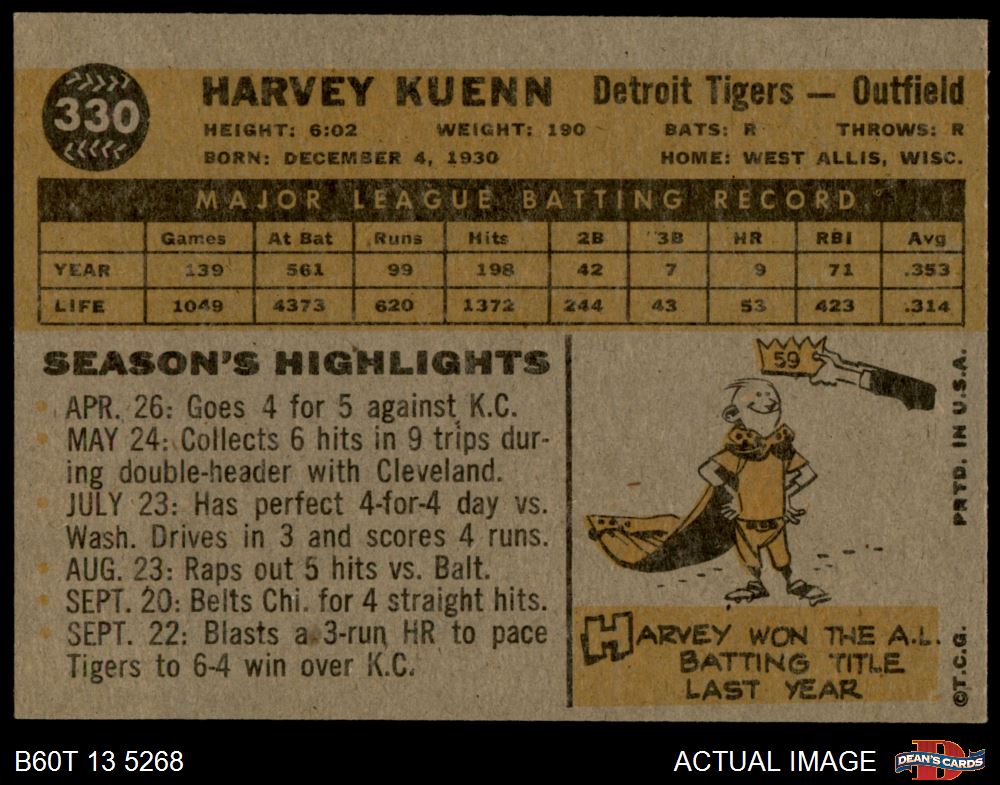 330
HARVEY KUENN Detroit Tigers — Outfield
HEIGHT: 6:02 WEIGHT: 190 BATS: R THROWS: R
BORN: DECEMBER 4, 1930 HOME: WEST ALLIS, WISC.
MAJOR LEAGUE BATTING RECORD
Games At Bat Runs Hits 2B 3B HR RBI Avg
YEAR 139 561 99 198 42 7 9 71 .353
LIFE 1049 4373 620 1372 244 43 53 423 .314
SEASON'S HIGHLIGHTS
APR. 26: Goes 4 for 5 against K.C.
MAY 24: Collects 6 hits in 9 trips dur-
ing double-header with Cleveland.
JULY 23: Has perfect 4-for-4 day vs.
Wash. Drives in 3 and scores 4 runs.
AUG. 23: Raps out 5 hits vs. Balt.
SEPT. 20: Belts Chi. for 4 straight hits.
SEPT. 22: Blasts a 3-run HR to pace
Tigers to 6-4 win over K.C.
59
HARVEY WON THE A.L.
BATTING TITLE
LAST YEAR
©T.C.G. PRTD. IN U.S.A.
B60T 13 5268 ACTUAL IMAGE
D
DEAN'S CARDS